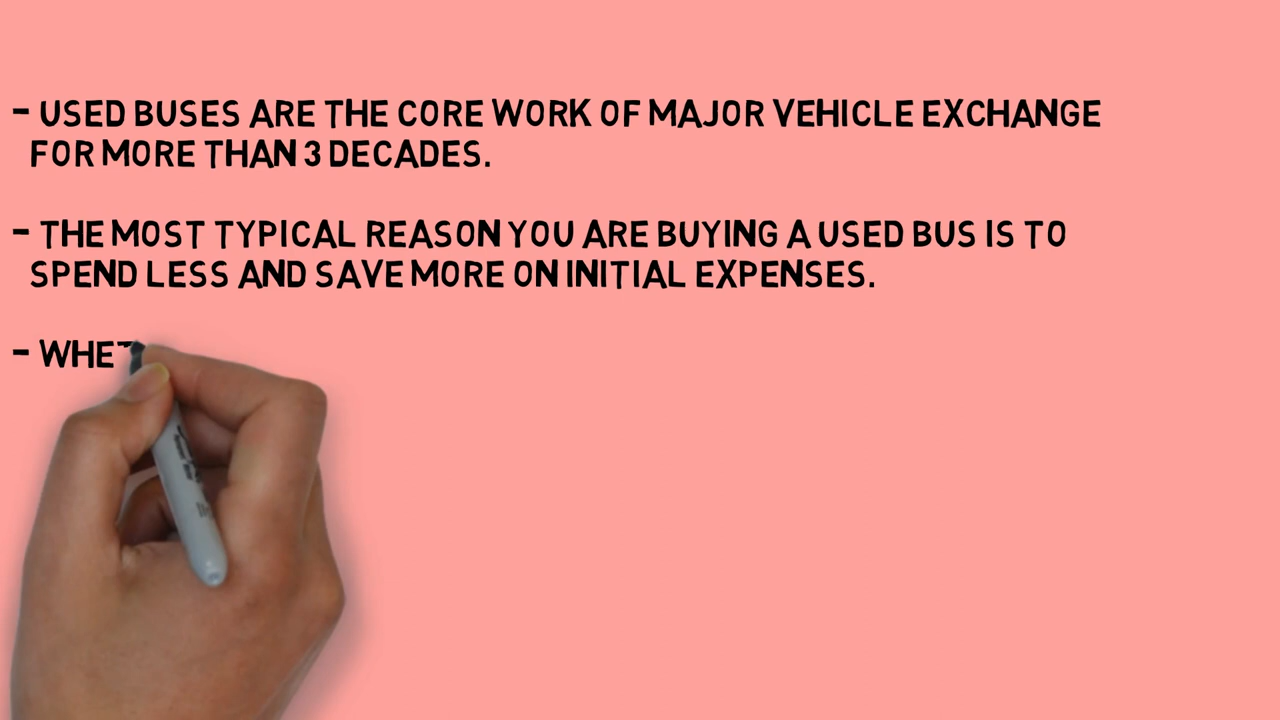 - USED BUSES ARE THE CORE WORK OF MAJOR VEHICLE EXCHANGE
FOR MORE THAN 3 DECADES.
- THE MOST TYPICAL REASON YOU ARE BUYING A USED BUS IS TO
SPEND LESS AND SAVE MORE ON INITIAL EXPENSES.
- WHET